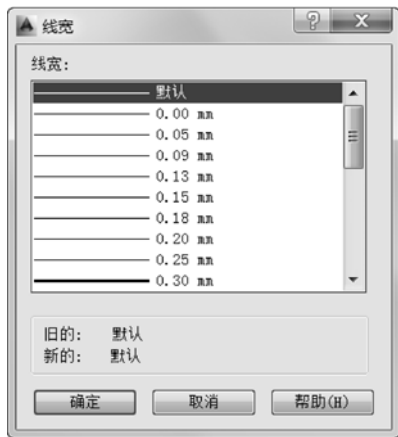 线宽
线宽:
默认
0.00 mm
0.05 mm
0.09 mm
0.13 mm
0.15 mm
0.18 mm
0.20 mm
0.25 mm
0.30 mm
旧的: 默认
新的: 默认
确定 取消 帮助(H)